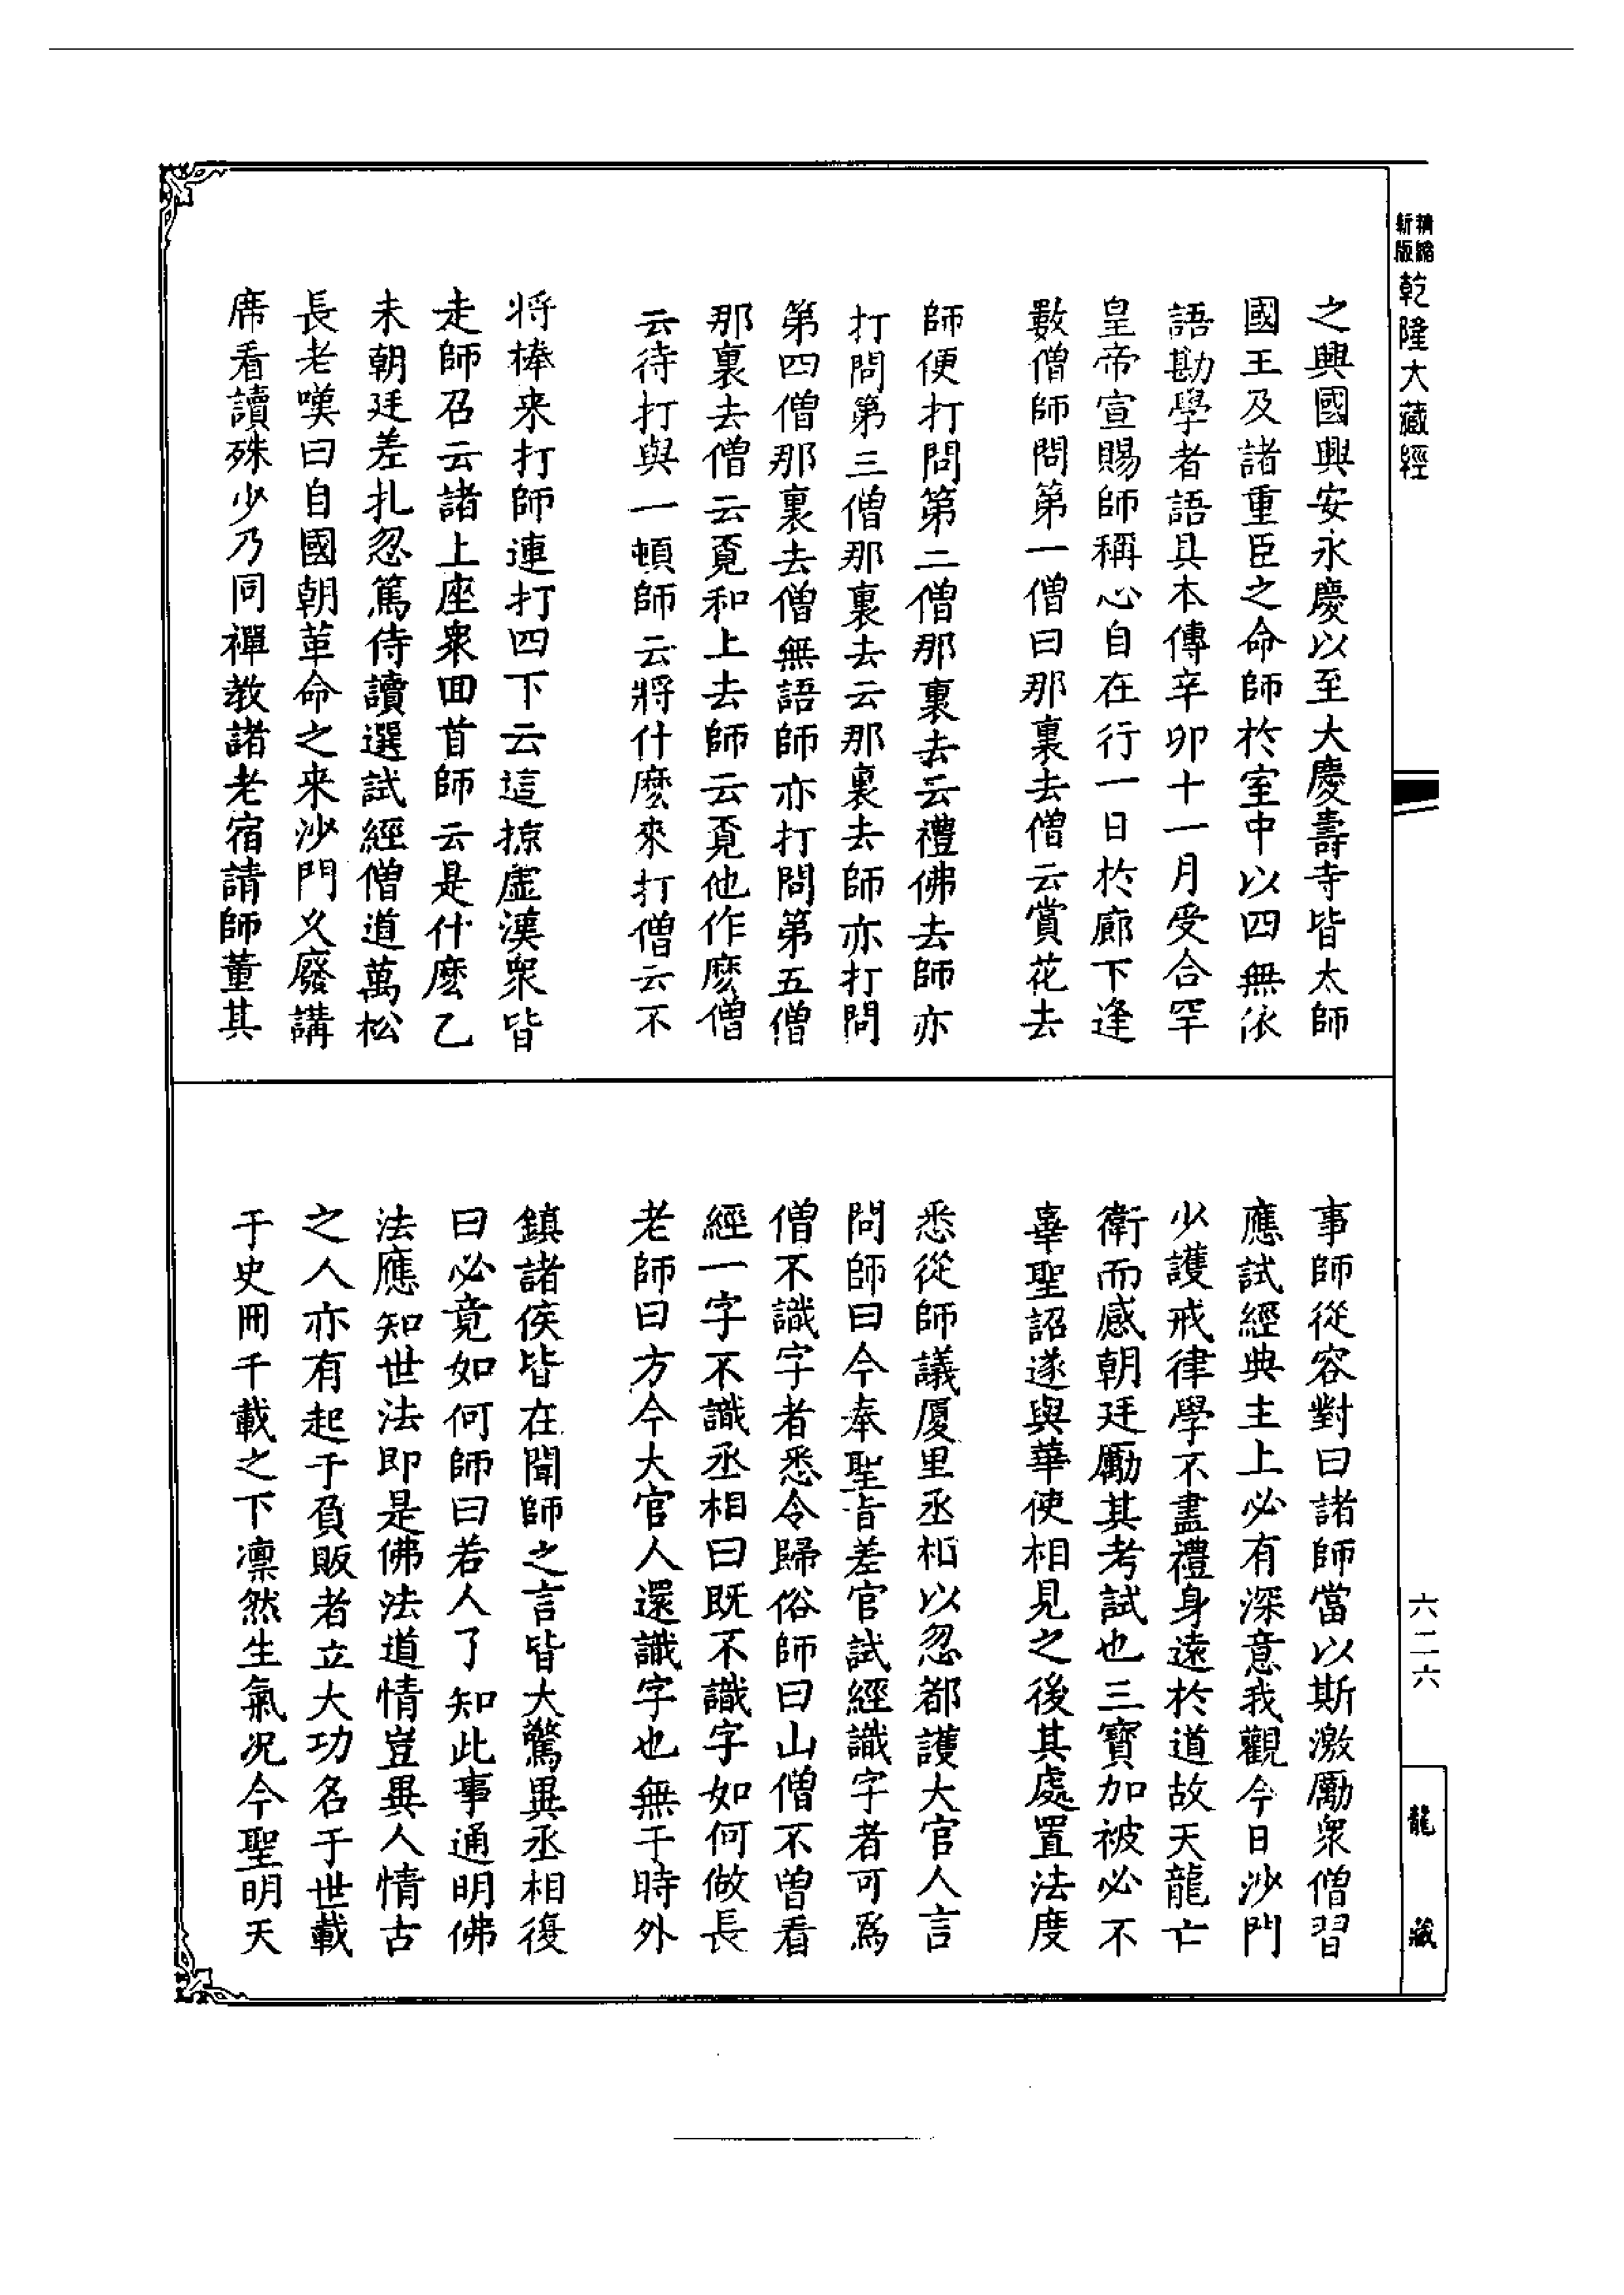 精縮
新版
乾隆大藏經
之興國興安永慶以至大慶壽寺皆太師
國王及諸重臣之命師於室中以四無依
語勘學者語具本傳辛卯十一月受合罕
皇帝宣賜師稱心自在行一日於廊下逢
數僧師問第一僧曰那裏去僧云賞花去
師便打問第二僧那裏去云禮佛去師亦
打問第三僧那裏去云那裏去師亦打問
第四僧那裏去僧無語師亦打問第五僧
那裏去僧云覔和上去師云覔他作麽僧
云待打與一頓師云將什麽來打僧云不
將棒来打師連打四下云這掠虛漢衆皆
走師召云諸上座衆囬首師云是什麽乙
未朝廷差扎忽篤侍讀選試經僧道萬松
長老嘆曰自國朝革命之来沙門乆廢講
席看讀殊少乃同禪教諸老宿請師董其
事師從容對曰諸師當以斯激勵衆僧習
應試經典主上必有深意我觀今日沙門
少護戒律學不盡禮身遠於道故天龍亡
衛而感朝廷勵其考試也三寳加被必不
辜聖詔遂與華使相見之後其處置法度
悉從師議厦里丞相以忽都護大官人言
問師曰今奉聖旨差官試經識字者可爲
僧不識字者悉令歸俗師曰山僧不曾看
經一字不識丞相曰既不識字如何做長
老師曰方今大官人還識字也無于時外
鎮諸侯皆在聞師之言皆大驚異丞相復
曰必竟如何師曰若人了知此事通明佛
法應知世法即是佛法道情豈異人情古
之人亦有起于負販者立大功名于世載
于史冊千載之下凛然生氣况今聖明天
六二六
龍藏